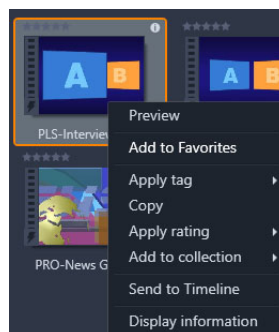 A B
A B
PLS-Interview
Preview
Add to Favorites
Apply tag
Copy
Apply rating
Add to collection
Send to Timeline
Display information
PRO-News G